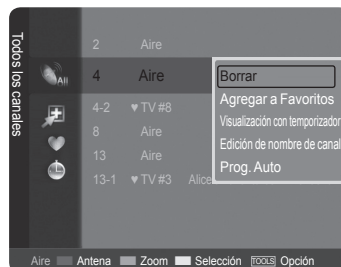 Todos los canales
All
2 Aire
4 Aire
4-2 ♥ TV #8
8 Aire
13 Aire
13-1 ♥ TV #3 Alice
Borrar
Agregar a Favoritos
Visualización con temporizador
Edición de nombre de canal
Prog. Auto
Aire Antena Zoom Selección TOOLS Opción